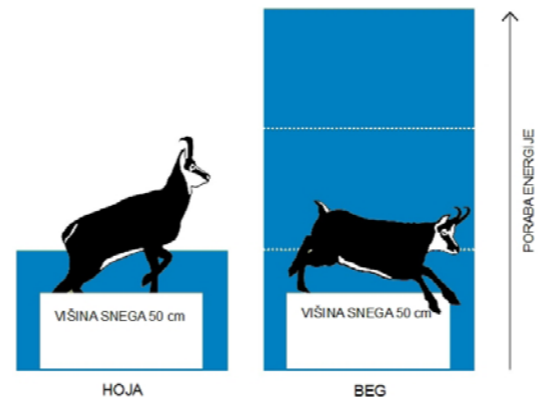 VIŠINA SNEGA 50 cm
VIŠINA SNEGA 50 cm
HOJA
BEG
PORABA ENERGIJE